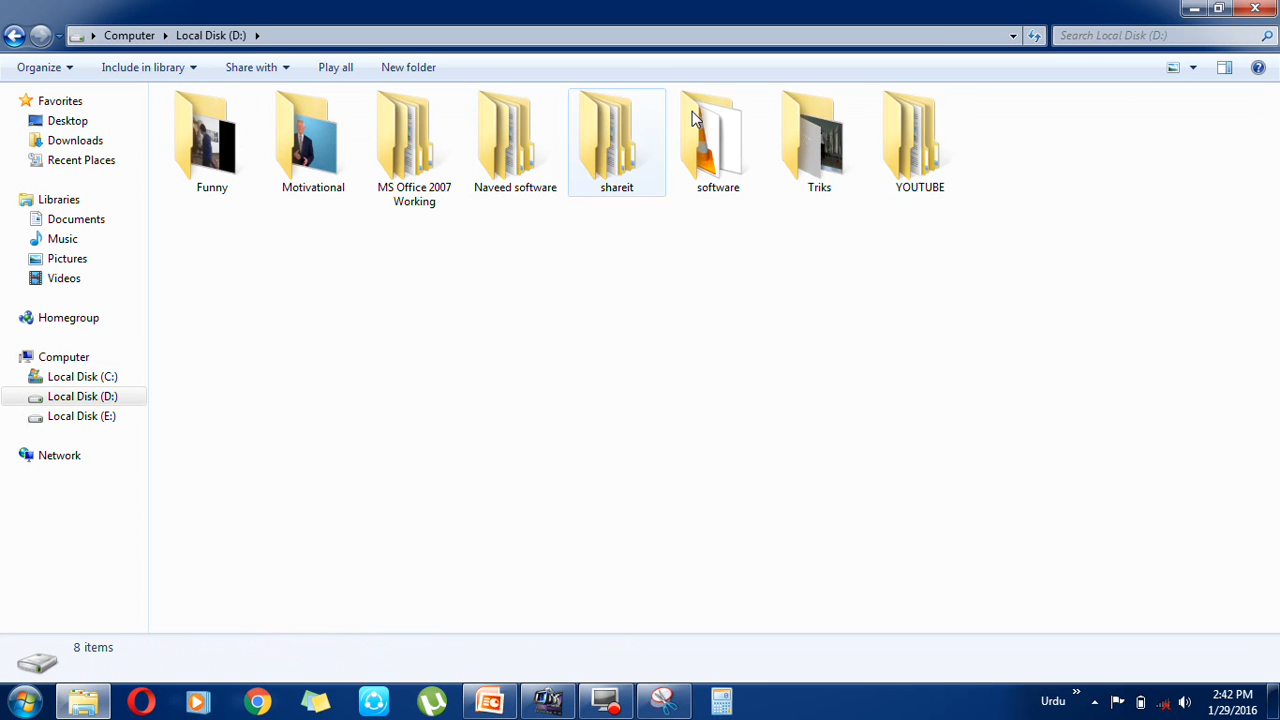 Computer Local Disk (D:)
Search Local Disk (D:)
Organize Include in library Share with Play all New folder
Favorites
Desktop
Downloads
Recent Places
Libraries
Documents
Music
Pictures
Videos
Homegroup
Computer
Local Disk (C:)
Local Disk (D:)
Local Disk (E:)
Network
Funny
Motivational
MS Office 2007
Working
Naveed software
shareit
software
Triks
YOUTUBE
8 items
Urdu
2:42 PM
1/29/2016